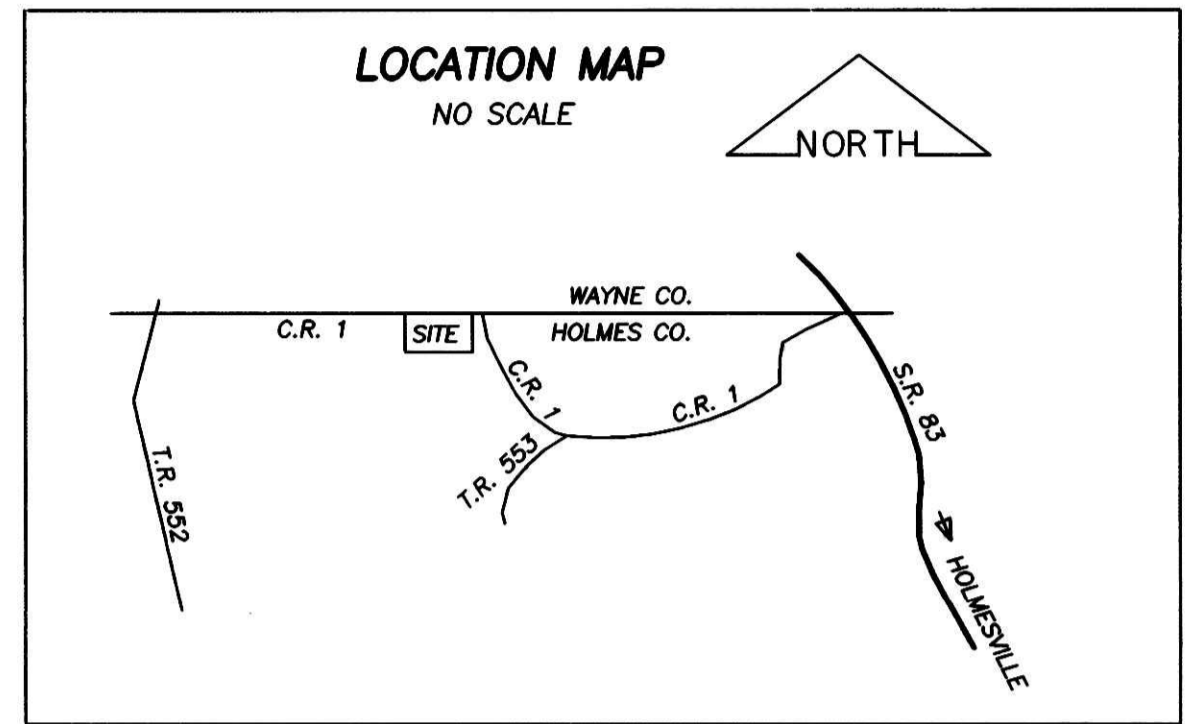 LOCATION MAP
NO SCALE
NORTH
WAYNE CO.
C.R. 1
SITE
HOLMES CO.
C.R. 1
C.R. 1
S.R. 83
T.R. 553
T.R. 552
HOLMESVILLE